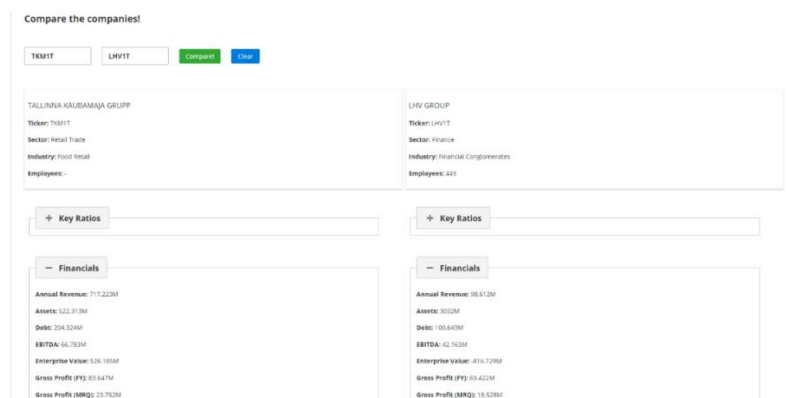 Compare the companies!
TKM1T LHV1T Compare! Clear
TALLINNA KAUBAMAJA GRUPP
Ticker: TKM1T
Sector: Retail Trade
Industry: Food Retail
Employees: -
LHV GROUP
Ticker: LHV1T
Sector: Finance
Industry: Financial Conglomerates
Employees: 449
+ Key Ratios
− Financials
Annual Revenue: 717.223M
Assets: 522.313M
Debt: 204.324M
EBITDA: 66.783M
Enterprise Value: 526.185M
Gross Profit (FY): 83.647M
Gross Profit (MRQ): 23.752M
+ Key Ratios
− Financials
Annual Revenue: 98.612M
Assets: 3032M
Debt: 100.643M
EBITDA: 42.163M
Enterprise Value: -816.729M
Gross Profit (FY): 69.422M
Gross Profit (MRQ): 18.528M